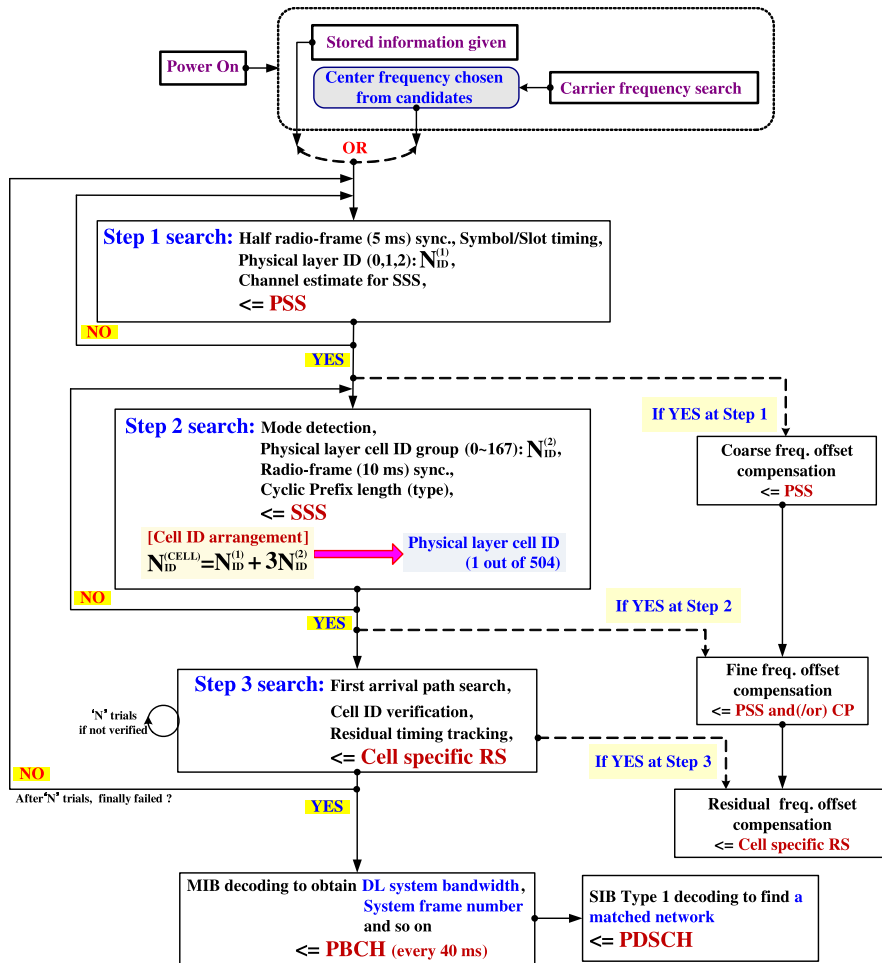 Stored information given
Power On
Center frequency chosen
from candidates
Carrier frequency search
OR
Step 1 search: Half radio-frame (5 ms) sync., Symbol/Slot timing,
Physical layer ID (0,1,2): N_ID^(1),
Channel estimate for SSS,
<= PSS
NO
YES
If YES at Step 1
Step 2 search: Mode detection,
Physical layer cell ID group (0~167): N_ID^(2),
Radio-frame (10 ms) sync.,
Cyclic Prefix length (type),
<= SSS
[Cell ID arrangement]
N_ID^(CELL)=N_ID^(1)+3N_ID^(2)
Physical layer cell ID
(1 out of 504)
Coarse freq. offset
compensation
<= PSS
NO
YES
If YES at Step 2
Step 3 search: First arrival path search,
Cell ID verification,
Residual timing tracking,
<= Cell specific RS
'N' trials
if not verified
Fine freq. offset
compensation
<= PSS and(/or) CP
NO
After 'N' trials, finally failed ?
YES
If YES at Step 3
Residual freq. offset
compensation
<= Cell specific RS
MIB decoding to obtain DL system bandwidth,
System frame number
and so on
<= PBCH (every 40 ms)
SIB Type 1 decoding to find a
matched network
<= PDSCH